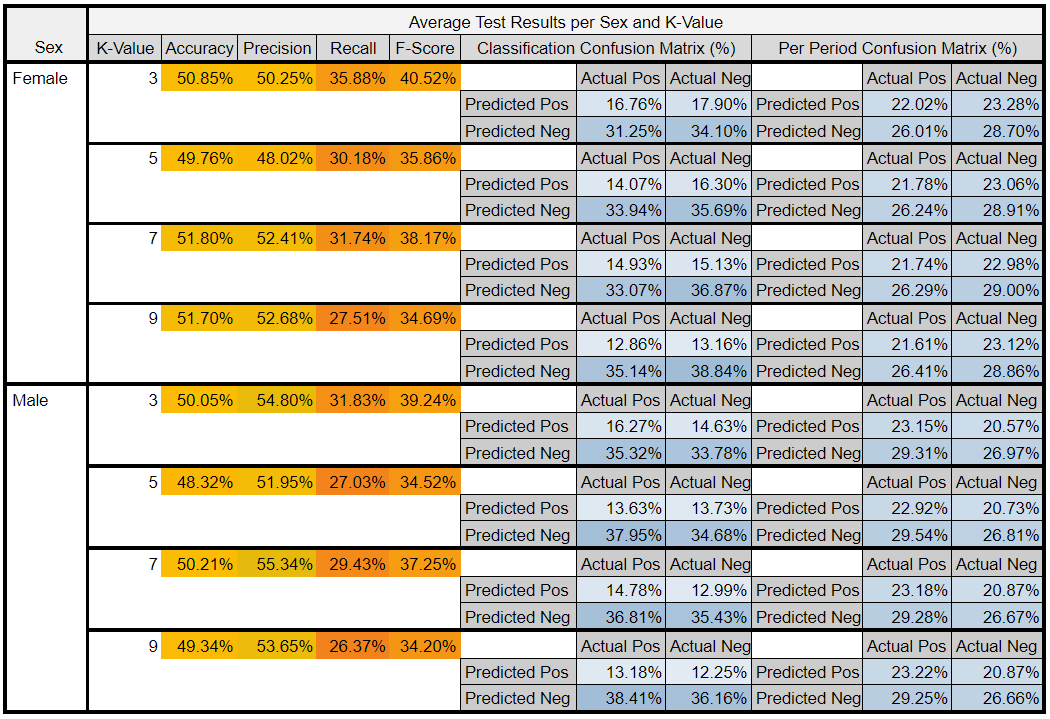 Average Test Results per Sex and K-Value
Sex K-Value Accuracy Precision Recall F-Score Classification Confusion Matrix (%) Per Period Confusion Matrix (%)
Female 3 50.85% 50.25% 35.88% 40.52% Actual Pos Actual Neg Actual Pos Actual Neg
Predicted Pos 16.76% 17.90% Predicted Pos 22.02% 23.28%
Predicted Neg 31.25% 34.10% Predicted Neg 26.01% 28.70%
5 49.76% 48.02% 30.18% 35.86% Actual Pos Actual Neg Actual Pos Actual Neg
Predicted Pos 14.07% 16.30% Predicted Pos 21.78% 23.06%
Predicted Neg 33.94% 35.69% Predicted Neg 26.24% 28.91%
7 51.80% 52.41% 31.74% 38.17% Actual Pos Actual Neg Actual Pos Actual Neg
Predicted Pos 14.93% 15.13% Predicted Pos 21.74% 22.98%
Predicted Neg 33.07% 36.87% Predicted Neg 26.29% 29.00%
9 51.70% 52.68% 27.51% 34.69% Actual Pos Actual Neg Actual Pos Actual Neg
Predicted Pos 12.86% 13.16% Predicted Pos 21.61% 23.12%
Predicted Neg 35.14% 38.84% Predicted Neg 26.41% 28.86%
Male 3 50.05% 54.80% 31.83% 39.24% Actual Pos Actual Neg Actual Pos Actual Neg
Predicted Pos 16.27% 14.63% Predicted Pos 23.15% 20.57%
Predicted Neg 35.32% 33.78% Predicted Neg 29.31% 26.97%
5 48.32% 51.95% 27.03% 34.52% Actual Pos Actual Neg Actual Pos Actual Neg
Predicted Pos 13.63% 13.73% Predicted Pos 22.92% 20.73%
Predicted Neg 37.95% 34.68% Predicted Neg 29.54% 26.81%
7 50.21% 55.34% 29.43% 37.25% Actual Pos Actual Neg Actual Pos Actual Neg
Predicted Pos 14.78% 12.99% Predicted Pos 23.18% 20.87%
Predicted Neg 36.81% 35.43% Predicted Neg 29.28% 26.67%
9 49.34% 53.65% 26.37% 34.20% Actual Pos Actual Neg Actual Pos Actual Neg
Predicted Pos 13.18% 12.25% Predicted Pos 23.22% 20.87%
Predicted Neg 38.41% 36.16% Predicted Neg 29.25% 26.66%